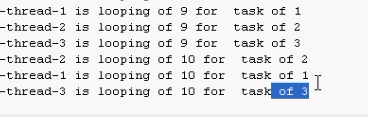 -thread-1 is looping of 9 for  task of 1
-thread-2 is looping of 9 for  task of 2
-thread-3 is looping of 9 for  task of 3
-thread-2 is looping of 10 for  task of 2
-thread-1 is looping of 10 for  task of 1
-thread-3 is looping of 10 for  task of 3